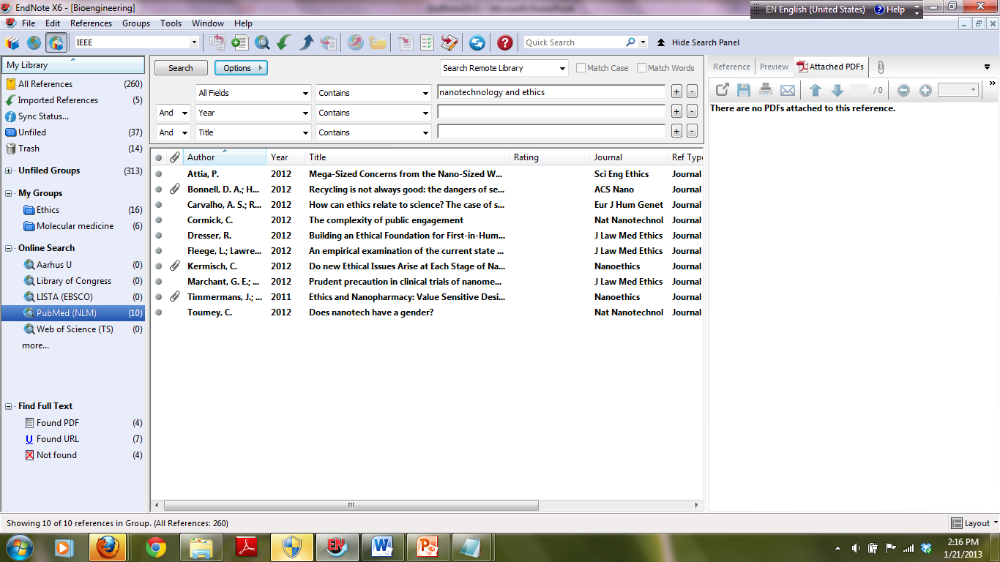 EndNote X6 - [Bioengineering]
EN English (United States) ? Help
File Edit References Groups Tools Window Help
IEEE
Quick Search
Hide Search Panel
My Library
All References (260)
Imported References (5)
Sync Status...
Unfiled (37)
Trash (14)
Unfiled Groups (313)
My Groups
Ethics (16)
Molecular medicine (6)
Online Search
Aarhus U (0)
Library of Congress (0)
LISTA (EBSCO) (0)
PubMed (NLM) (10)
Web of Science (TS) (0)
more...
Find Full Text
Found PDF (4)
U Found URL (7)
Not found (4)
Search Options Search Remote Library Match Case Match Words
All Fields Contains nanotechnology and ethics + -
And Year Contains + -
And Title Contains + -
Author Year Title Rating Journal Ref Type
Attia, P. 2012 Mega-Sized Concerns from the Nano-Sized W... Sci Eng Ethics Journal
Bonnell, D. A.; H... 2012 Recycling is not always good: the dangers of se... ACS Nano Journal
Carvalho, A. S.; R... 2012 How can ethics relate to science? The case of s... Eur J Hum Genet Journal
Cormick, C. 2012 The complexity of public engagement Nat Nanotechnol Journal
Dresser, R. 2012 Building an Ethical Foundation for First-in-Hum... J Law Med Ethics Journal
Fleege, L.; Lawre... 2012 An empirical examination of the current state ... J Law Med Ethics Journal
Kermisch, C. 2012 Do new Ethical Issues Arise at Each Stage of Na... Nanoethics Journal
Marchant, G. E.; ... 2012 Prudent precaution in clinical trials of nanome... J Law Med Ethics Journal
Timmermans, J.; ... 2011 Ethics and Nanopharmacy: Value Sensitive Desi... Nanoethics Journal
Toumey, C. 2012 Does nanotech have a gender? Nat Nanotechnol Journal
Reference Preview Attached PDFs
/ 0
There are no PDFs attached to this reference.
Showing 10 of 10 references in Group. (All References: 260)
Layout
EN W P
2:16 PM
1/21/2013